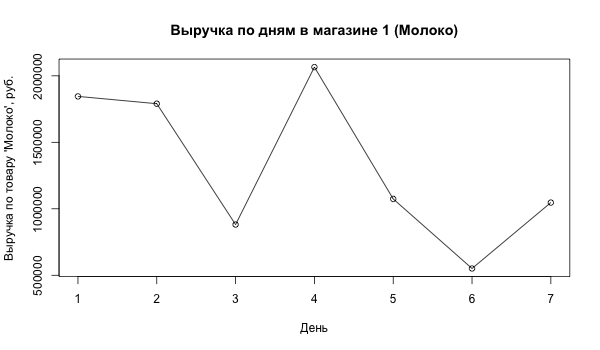 Выручка по дням в магазине 1 (Молоко)
Выручка по товару 'Молоко', руб.
2000000
1500000
1000000
500000
1 2 3 4 5 6 7
День